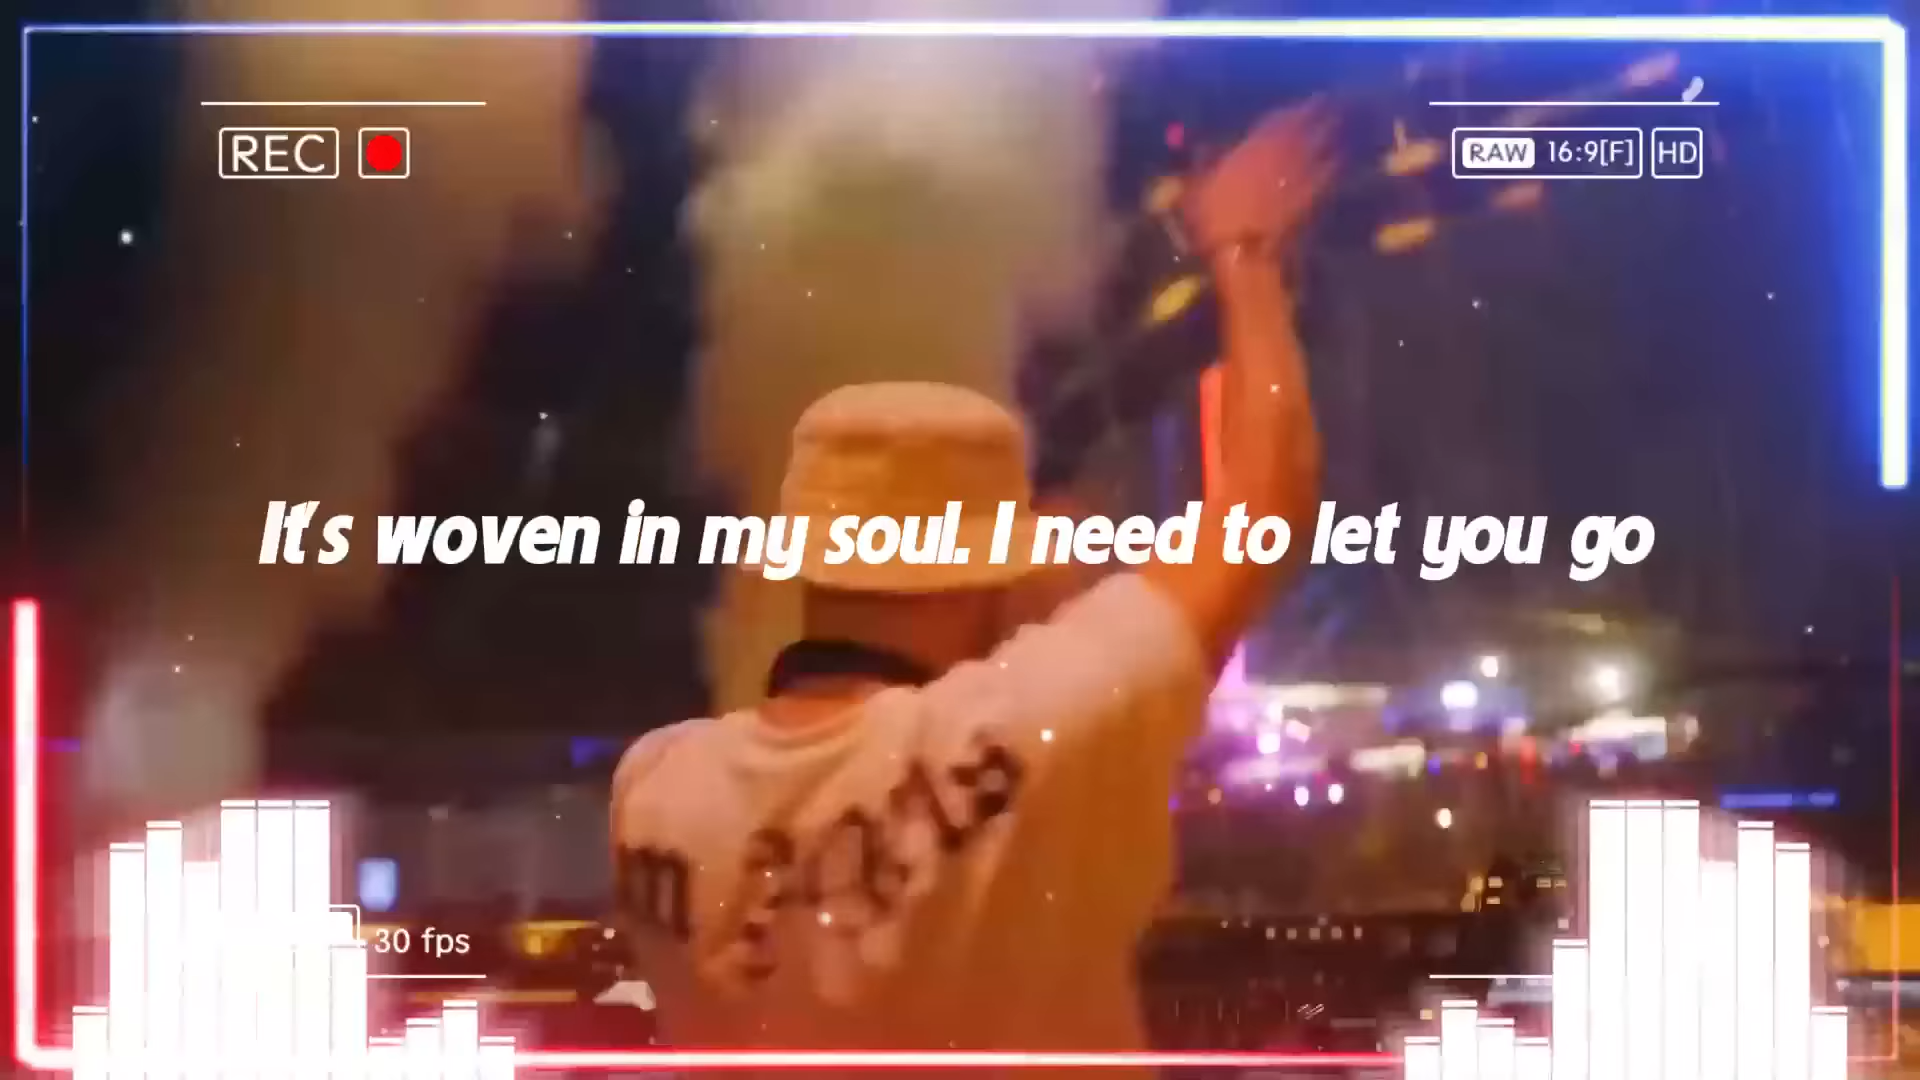 REC
RAW 16:9[F] HD
It's woven in my soul. I need to let you go
30 fps